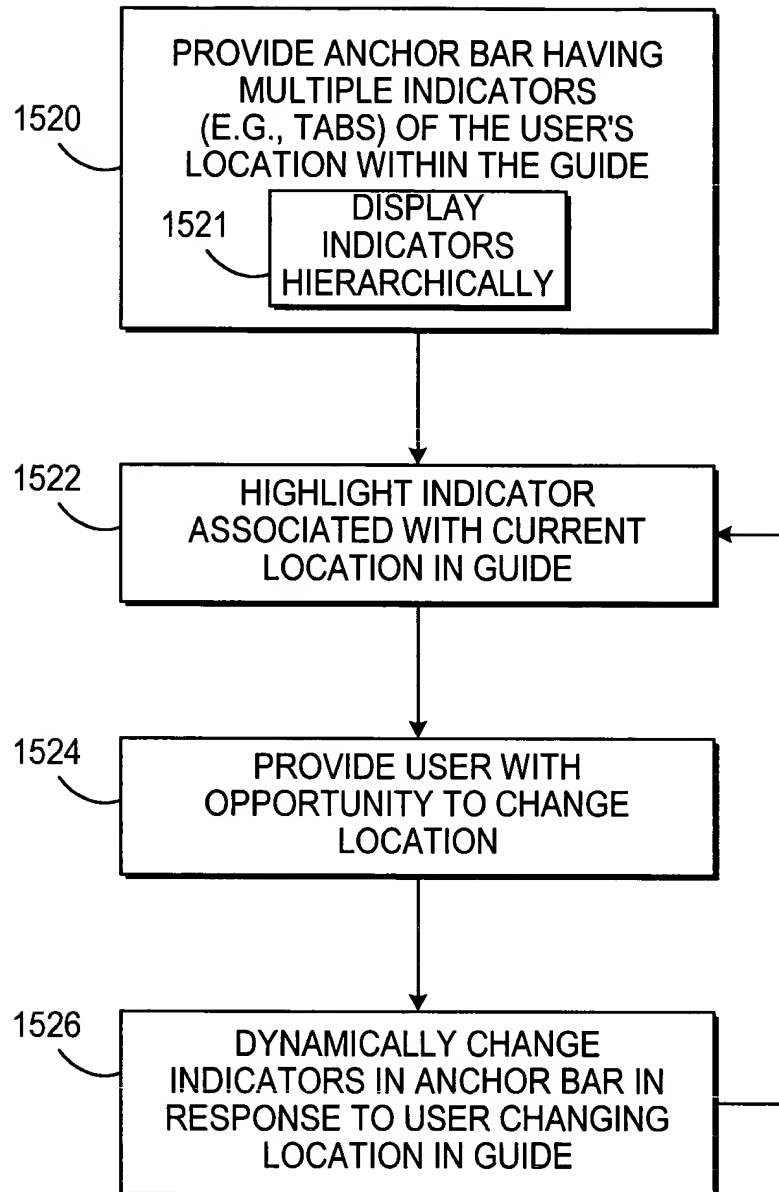 1520
PROVIDE ANCHOR BAR HAVING
MULTIPLE INDICATORS
(E.G., TABS) OF THE USER'S
LOCATION WITHIN THE GUIDE
1521
DISPLAY
INDICATORS
HIERARCHICALLY
1522
HIGHLIGHT INDICATOR
ASSOCIATED WITH CURRENT
LOCATION IN GUIDE
1524
PROVIDE USER WITH
OPPORTUNITY TO CHANGE
LOCATION
1526
DYNAMICALLY CHANGE
INDICATORS IN ANCHOR BAR IN
RESPONSE TO USER CHANGING
LOCATION IN GUIDE